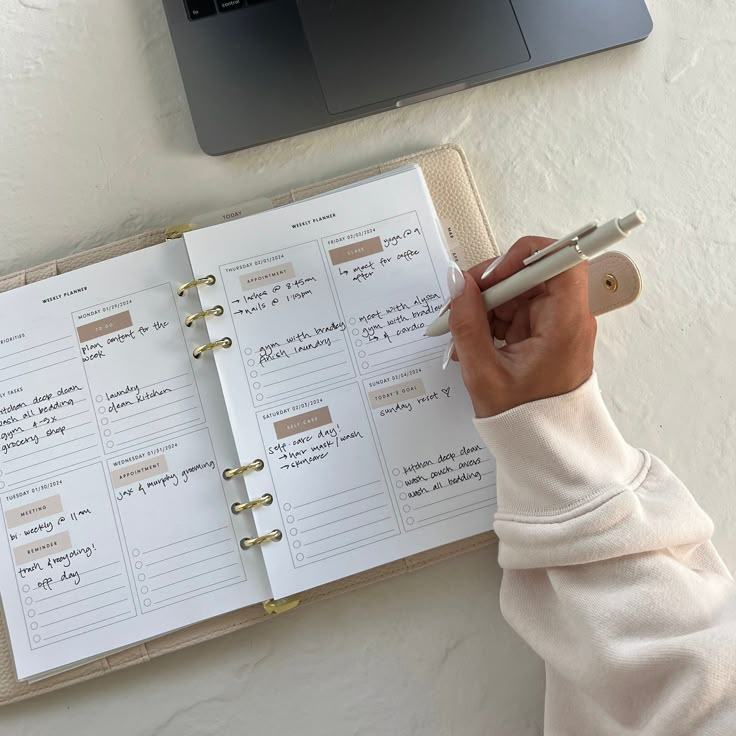 control
TODAY
WEEKLY PLANNER
PRIORITIES
WEEKLY TASKS
kitchen deep clean
wash all bedding
gym x 4
grocery shop
MONDAY 01/29/2024
TO DO
plan content for the
week
laundry
clean kitchen
TUESDAY 01/30/2024
MEETING
bi-weekly @ 11am
REMINDER
trash & recycling!
off day
WEDNESDAY 01/31/2024
APPOINTMENT
jax & murphy grooming
WEEKLY PLANNER
THURSDAY 02/01/2024
APPOINTMENT
→ lashes @ 8:45am
→ nails @ 1:15pm
gym with bradley
finish laundry
FRIDAY 02/02/2024
CLASS
yoga @ 9
→ meet for coffee
meet with alyssa
gym with bradley
↳ & cardio
SATURDAY 02/03/2024
SELF CARE
self-care day!
→ hair mask/wash
→ skincare
SUNDAY 02/04/2024
TODAY'S GOAL
sunday reset ♡
kitchen deep clean
wash couch covers
wash all bedding
MAR